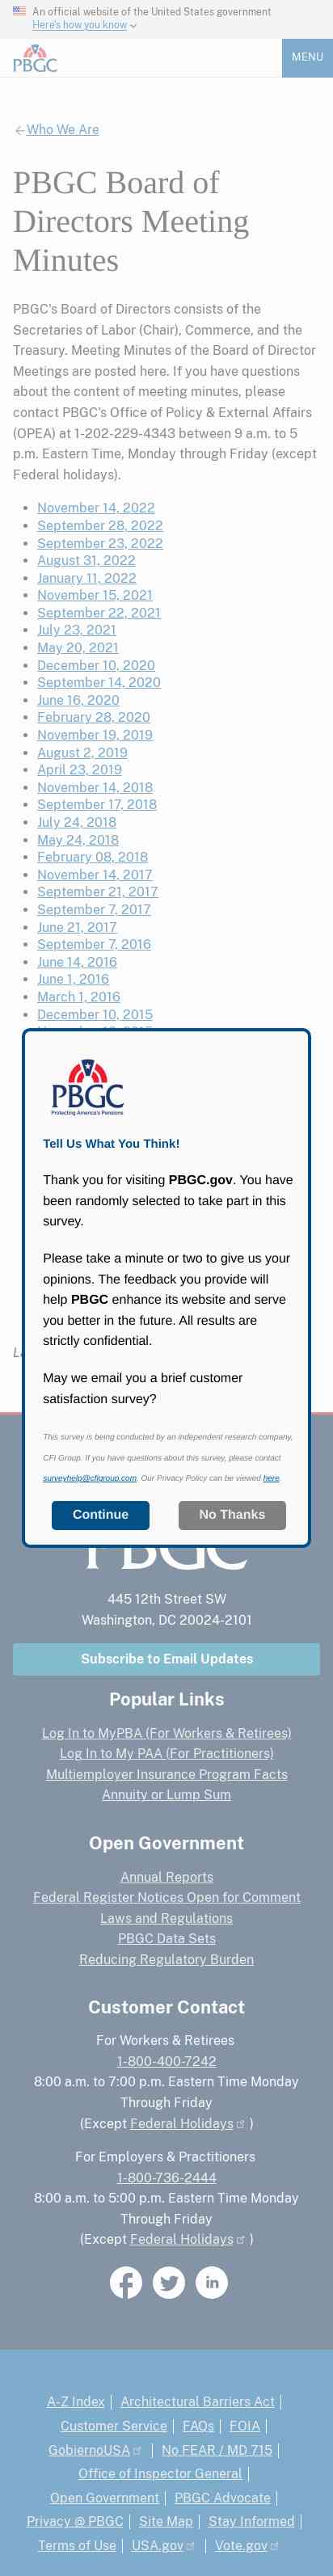 An official website of the United States government
Here's how you know
PBGC
MENU
Who We Are
PBGC Board of
Directors Meeting
Minutes
PBGC's Board of Directors consists of the
Secretaries of Labor (Chair), Commerce, and the
Treasury. Meeting Minutes of the Board of Director
Meetings are posted here. If you have questions
about the content of meeting minutes, please
contact PBGC's Office of Policy & External Affairs
(OPEA) at 1-202-229-4343 between 9 a.m. to 5
p.m. Eastern Time, Monday through Friday (except
Federal holidays).
November 14, 2022
September 28, 2022
September 23, 2022
August 31, 2022
January 11, 2022
November 15, 2021
September 22, 2021
July 23, 2021
May 20, 2021
December 10, 2020
September 14, 2020
June 16, 2020
February 28, 2020
November 19, 2019
August 2, 2019
April 23, 2019
November 14, 2018
September 17, 2018
July 24, 2018
May 24, 2018
February 08, 2018
November 14, 2017
September 21, 2017
September 7, 2017
June 21, 2017
September 7, 2016
June 14, 2016
June 1, 2016
March 1, 2016
December 10, 2015
PBGC
Protecting America's Pensions
Tell Us What You Think!
Thank you for visiting PBGC.gov. You have
been randomly selected to take part in this
survey.
Please take a minute or two to give us your
opinions. The feedback you provide will
help PBGC enhance its website and serve
you better in the future. All results are
strictly confidential.
May we email you a brief customer
satisfaction survey?
This survey is being conducted by an independent research company,
CFI Group. If you have questions about this survey, please contact
surveyhelp@cfigroup.com. Our Privacy Policy can be viewed here.
Continue
No Thanks
PBGC
445 12th Street SW
Washington, DC 20024-2101
Subscribe to Email Updates
Popular Links
Log In to MyPBA (For Workers & Retirees)
Log In to My PAA (For Practitioners)
Multiemployer Insurance Program Facts
Annuity or Lump Sum
Open Government
Annual Reports
Federal Register Notices Open for Comment
Laws and Regulations
PBGC Data Sets
Reducing Regulatory Burden
Customer Contact
For Workers & Retirees
1-800-400-7242
8:00 a.m. to 7:00 p.m. Eastern Time Monday
Through Friday
(Except Federal Holidays )
For Employers & Practitioners
1-800-736-2444
8:00 a.m. to 5:00 p.m. Eastern Time Monday
Through Friday
(Except Federal Holidays )
A-Z Index | Architectural Barriers Act |
Customer Service | FAQs | FOIA |
GobiernoUSA | No FEAR / MD 715 |
Office of Inspector General |
Open Government | PBGC Advocate |
Privacy @ PBGC | Site Map | Stay Informed |
Terms of Use | USA.gov | Vote.gov